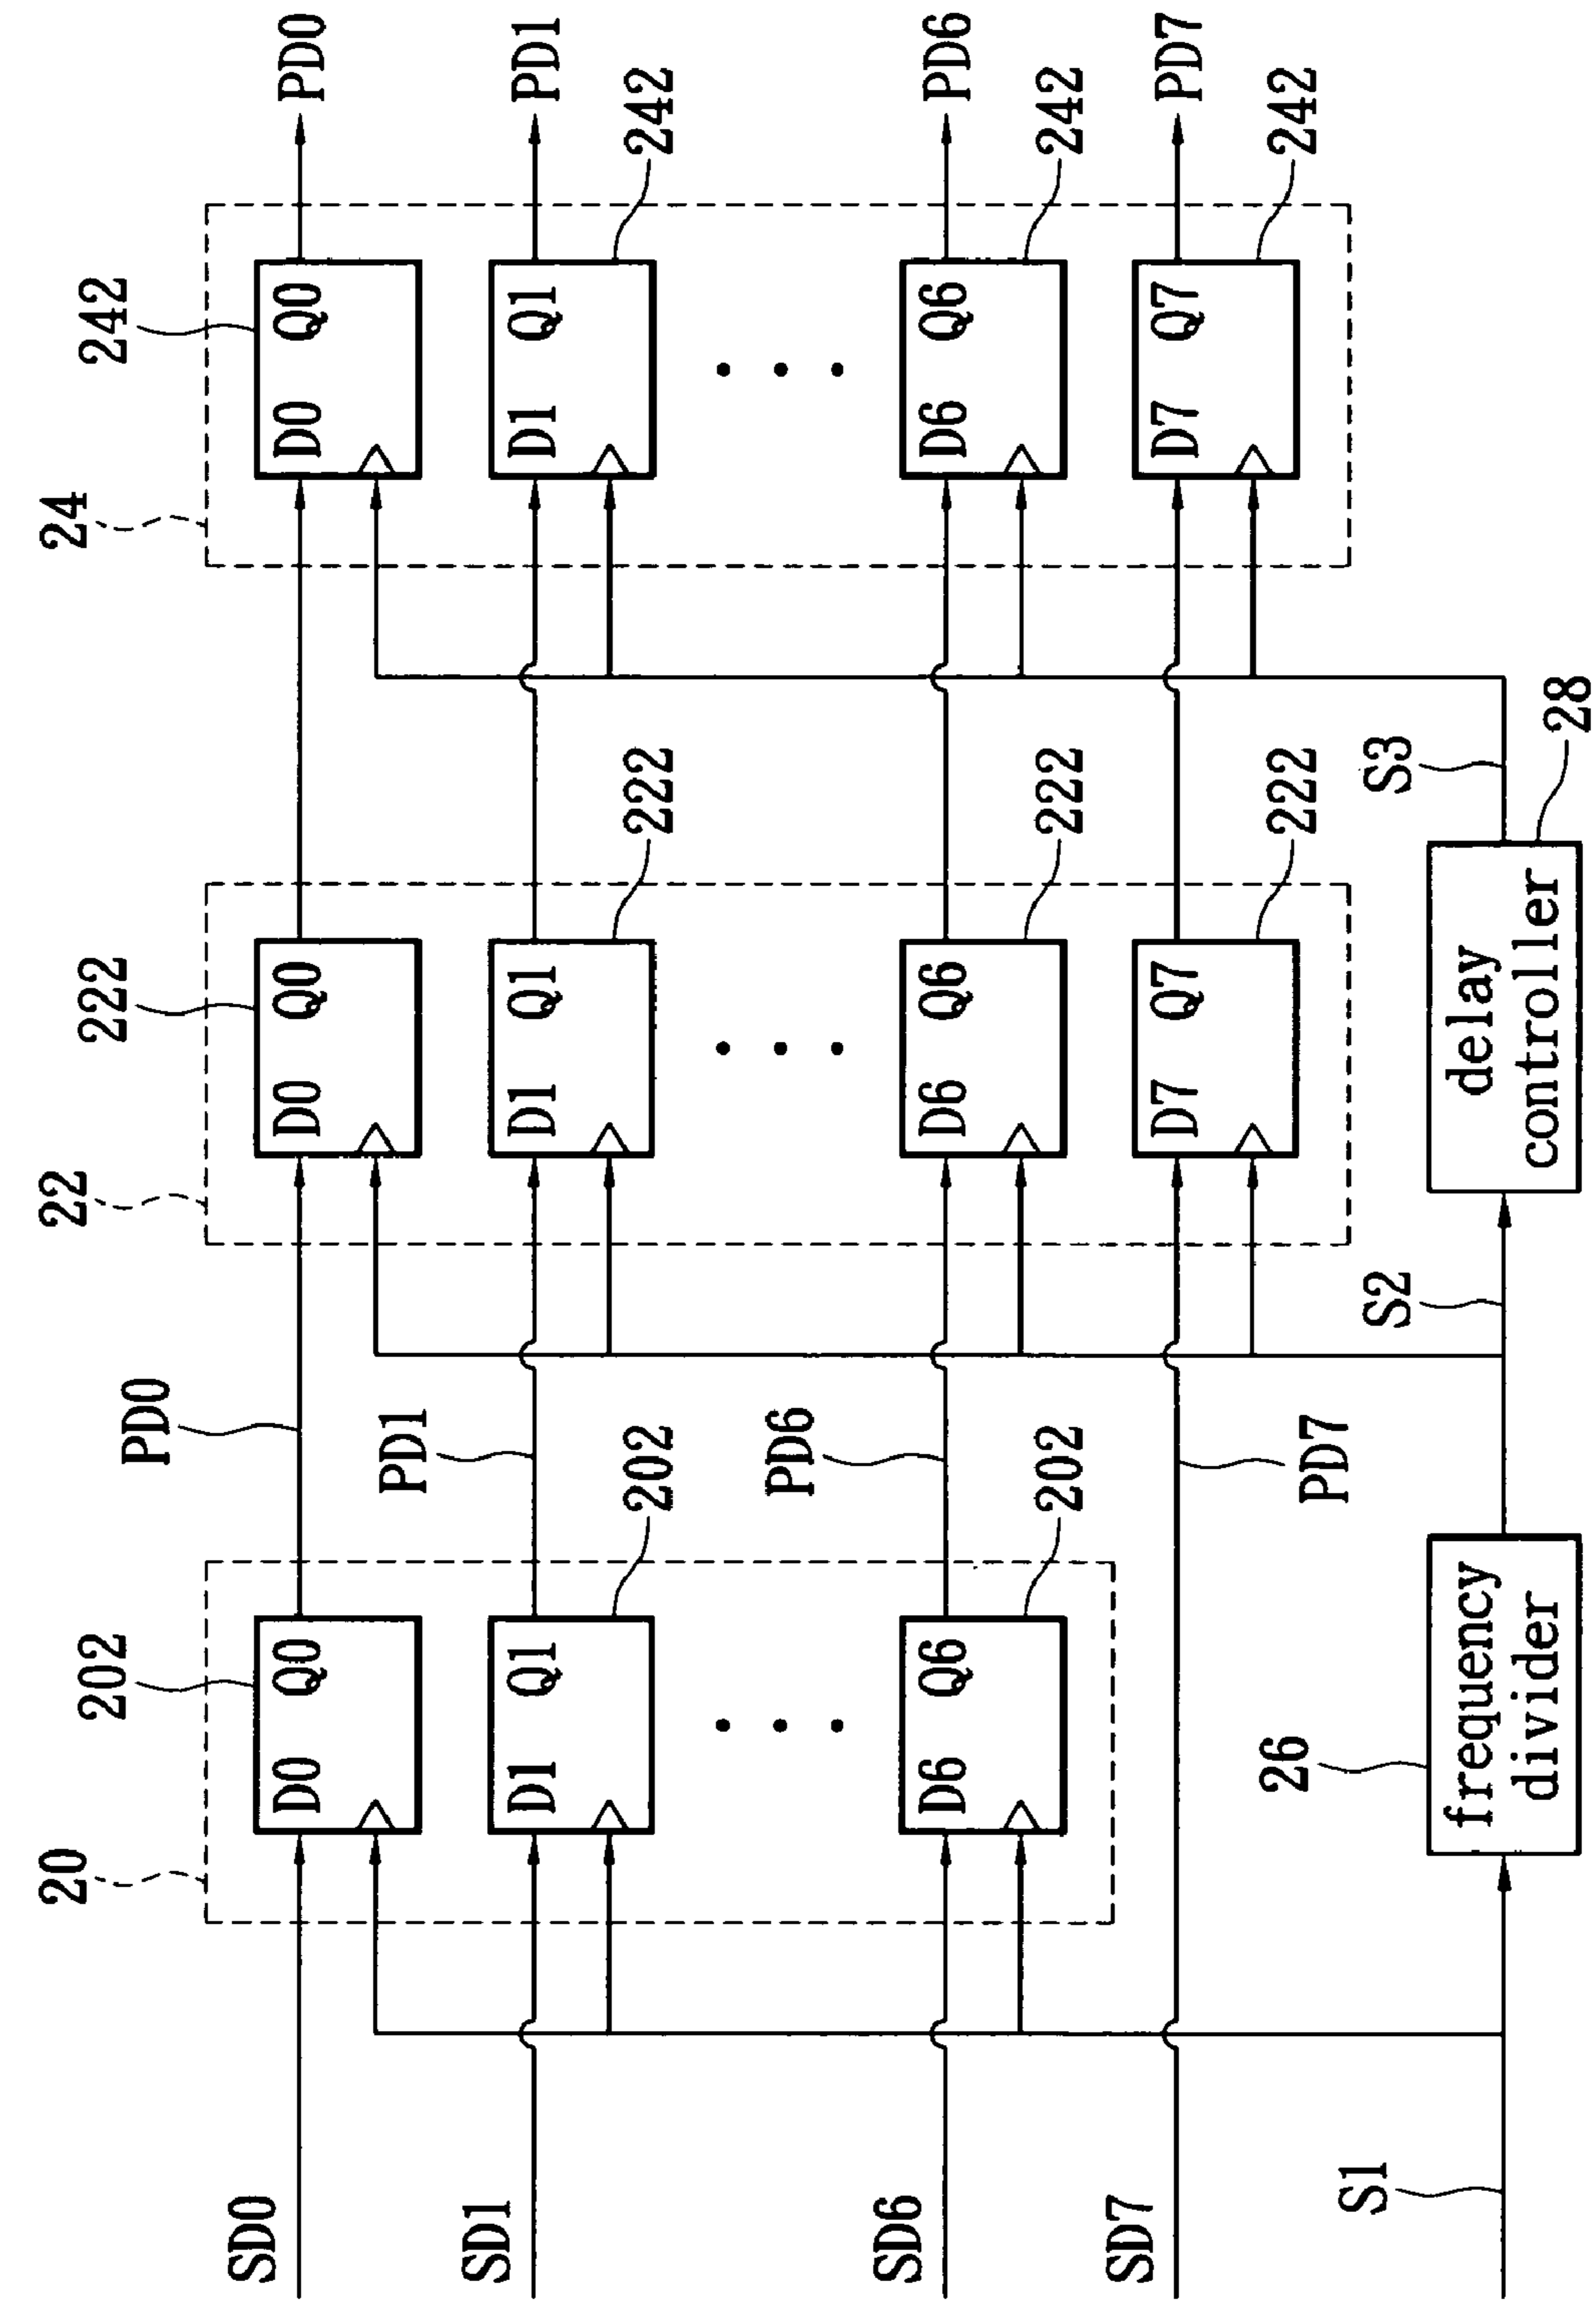 20
22
24
202
222
242
SD0
D0 Q0
PD0
D0 Q0
D0 Q0
PD0
SD1
D1 Q1
PD1
D1 Q1
D1 Q1
PD1
202
222
242
SD6
D6 Q6
PD6
D6 Q6
D6 Q6
PD6
202
222
242
SD7
PD7
D7 Q7
D7 Q7
PD7
222
242
S1
26
frequency
divider
S2
delay
controller
S3
28